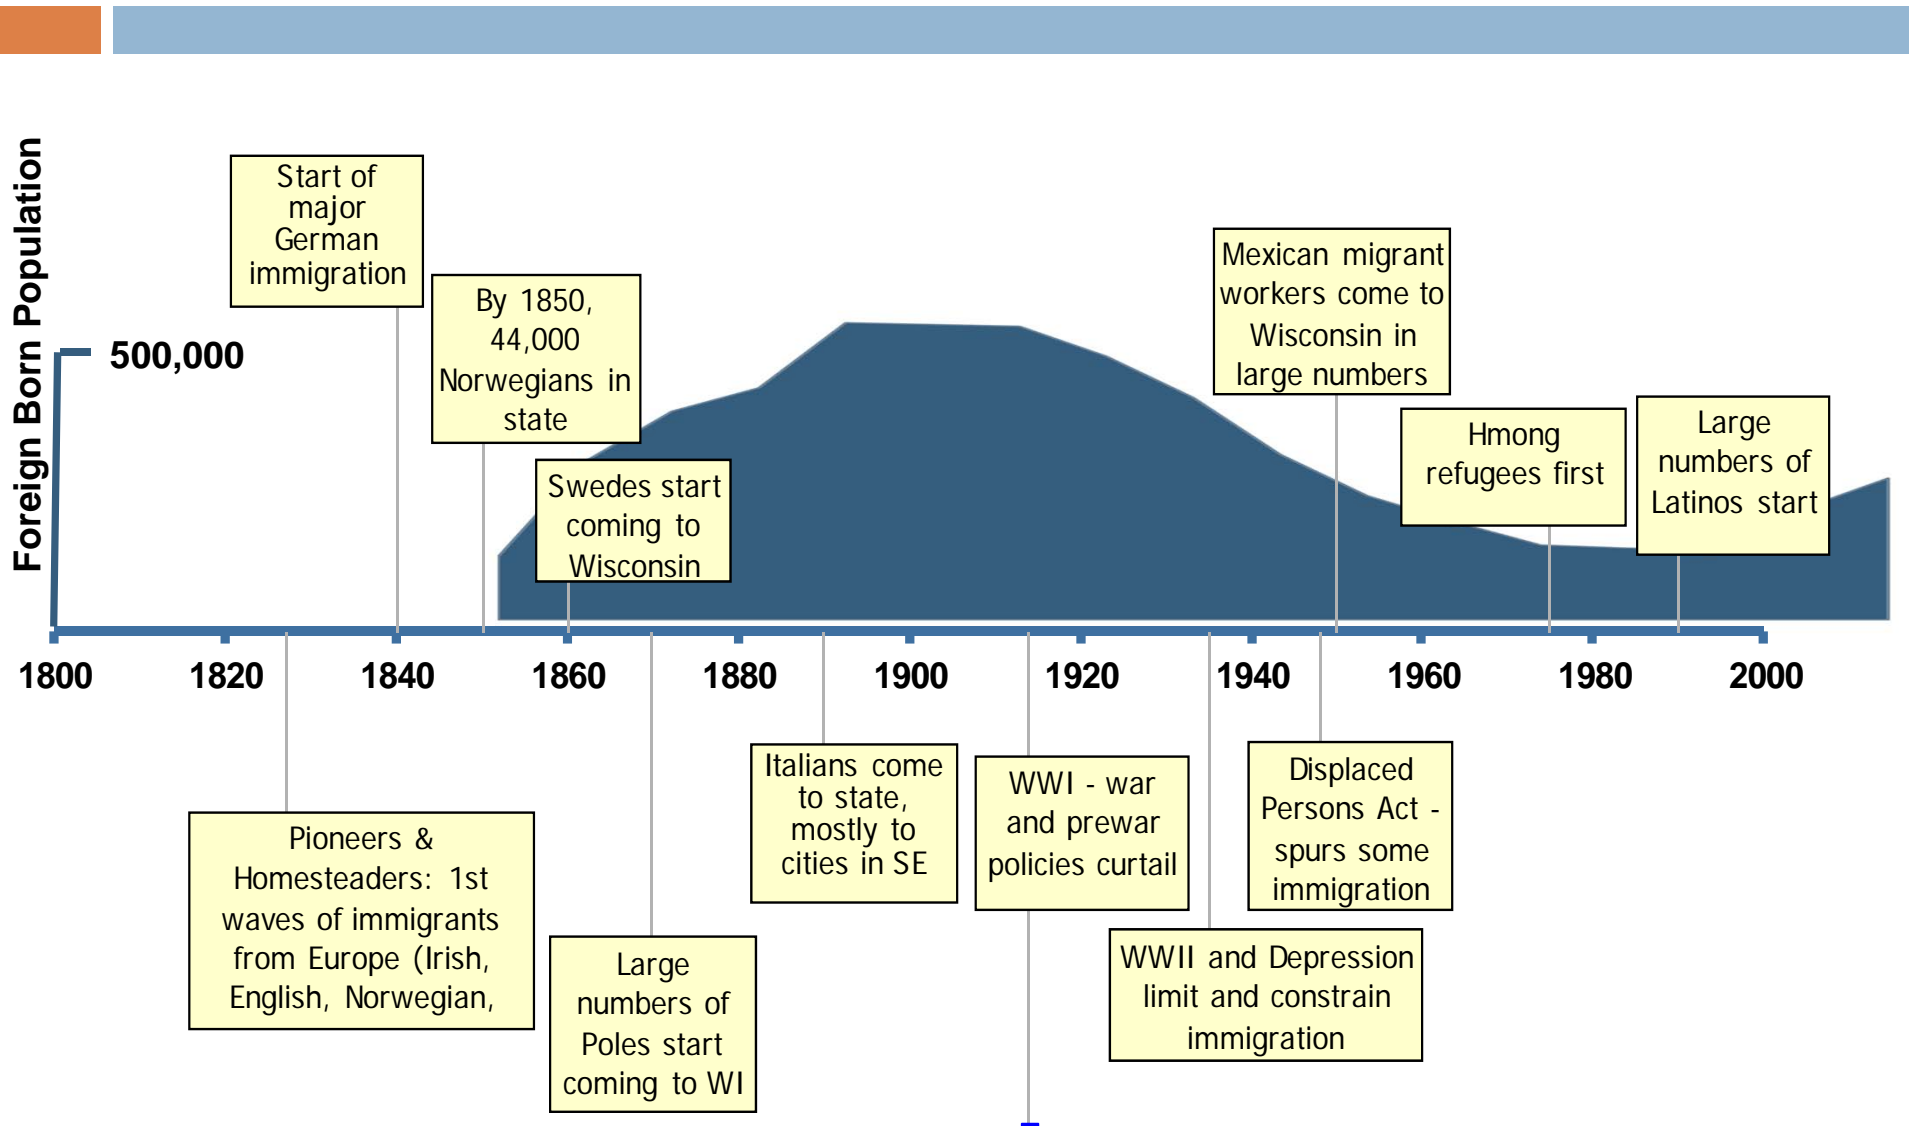 Foreign Born Population
500,000
Start of
major
German
immigration
By 1850,
44,000
Norwegians in
state
Swedes start
coming to
Wisconsin
Mexican migrant
workers come to
Wisconsin in
large numbers
Hmong
refugees first
Large
numbers of
Latinos start
1800 1820 1840 1860 1880 1900 1920 1940 1960 1980 2000
Pioneers &
Homesteaders: 1st
waves of immigrants
from Europe (Irish,
English, Norwegian,
Large
numbers of
Poles start
coming to WI
Italians come
to state,
mostly to
cities in SE
WWI - war
and prewar
policies curtail
WWII and Depression
limit and constrain
immigration
Displaced
Persons Act -
spurs some
immigration